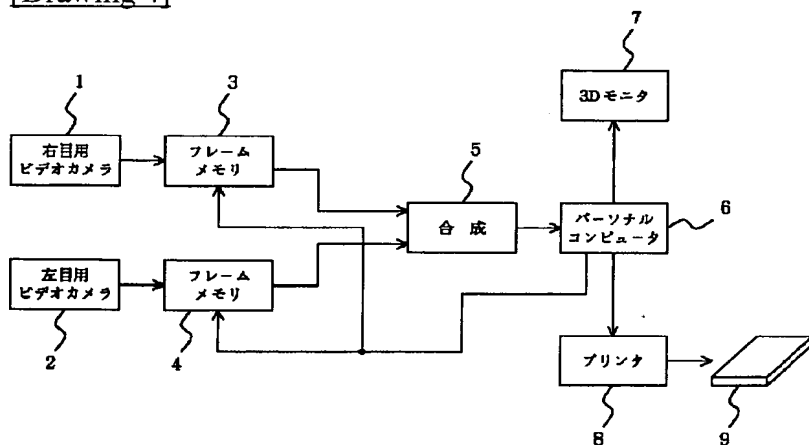 7
1
3
3Dモニタ
右目用
ビデオカメラ
フレーム
メモリ
5
合 成
パーソナル
コンピュータ
6
左目用
ビデオカメラ
フレーム
メモリ
2
4
プリンタ
8
9